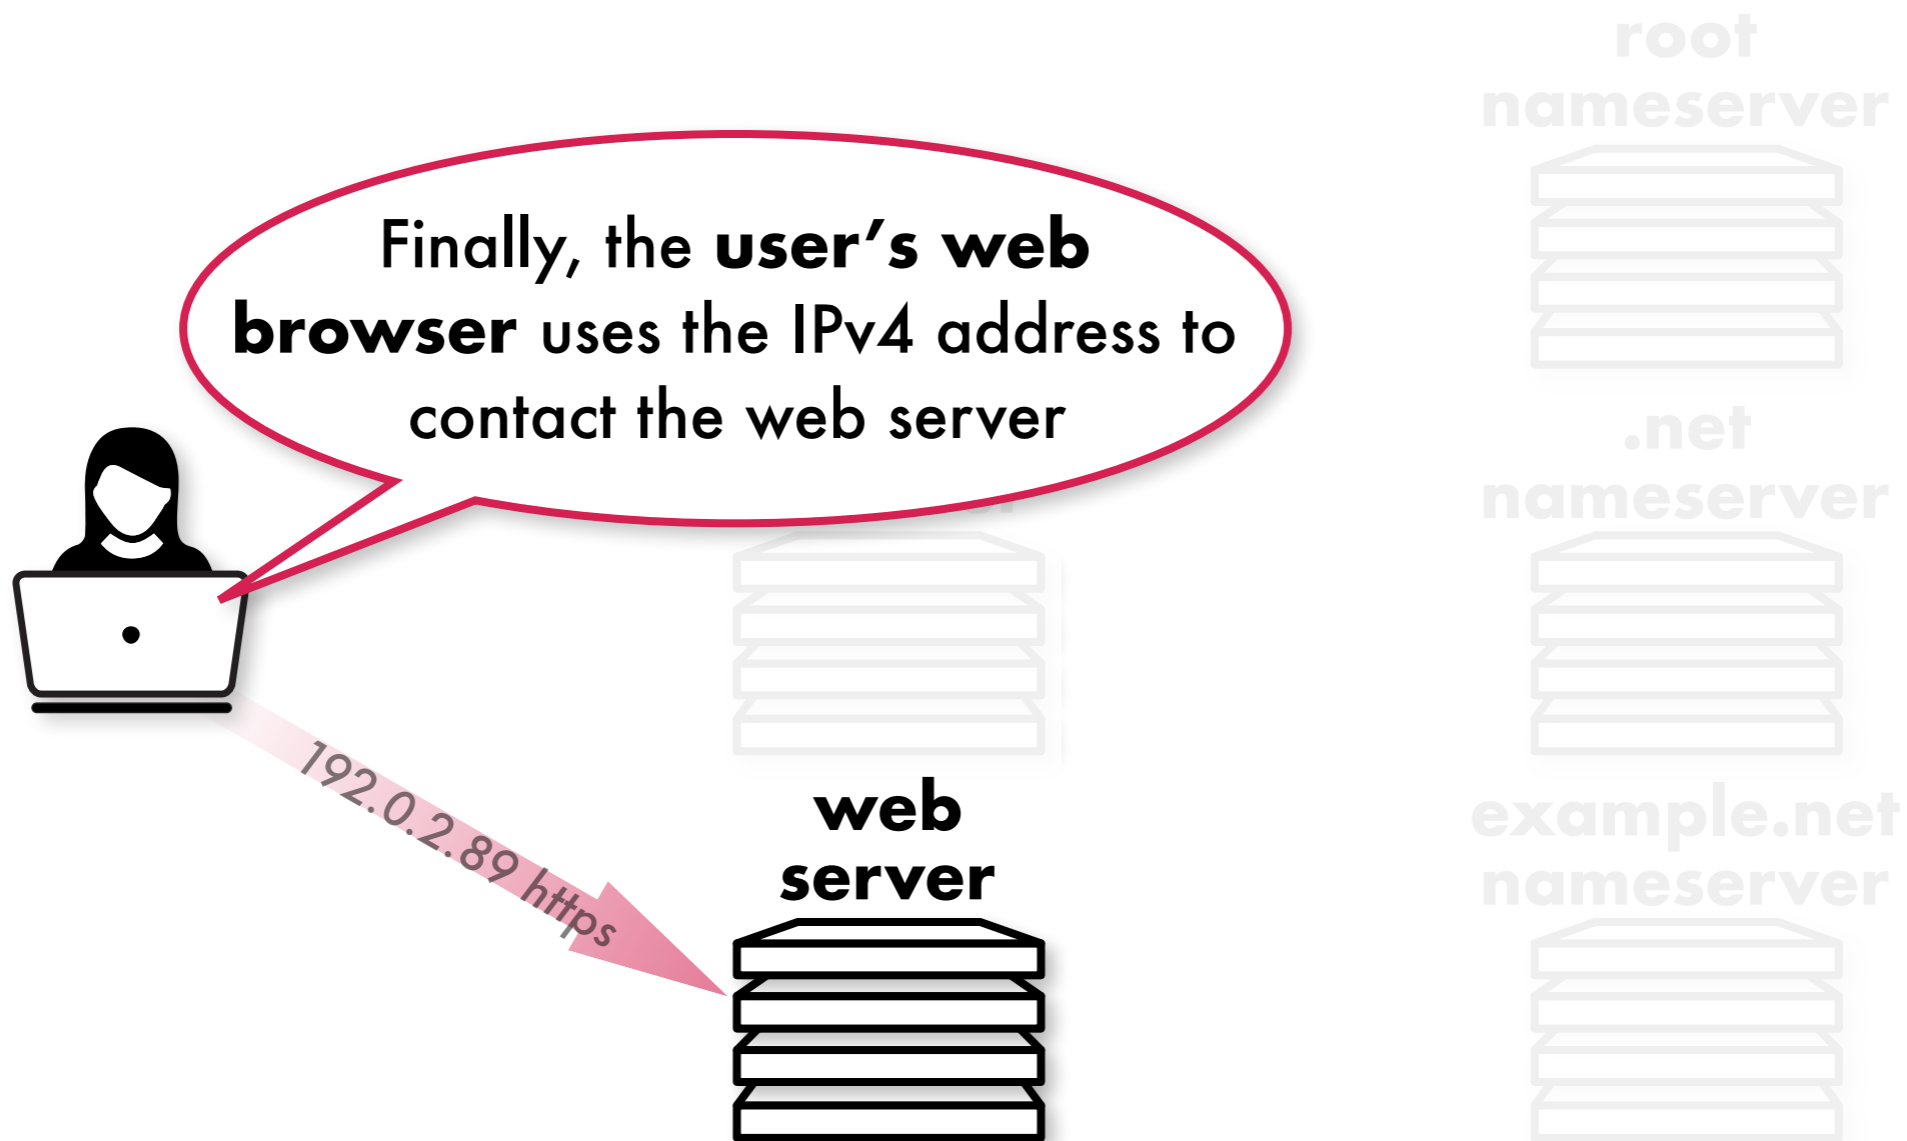 root
nameserver
Finally, the user’s web
browser uses the IPv4 address to
contact the web server
.net
nameserver
192.0.2.89 https
web
server
example.net
nameserver